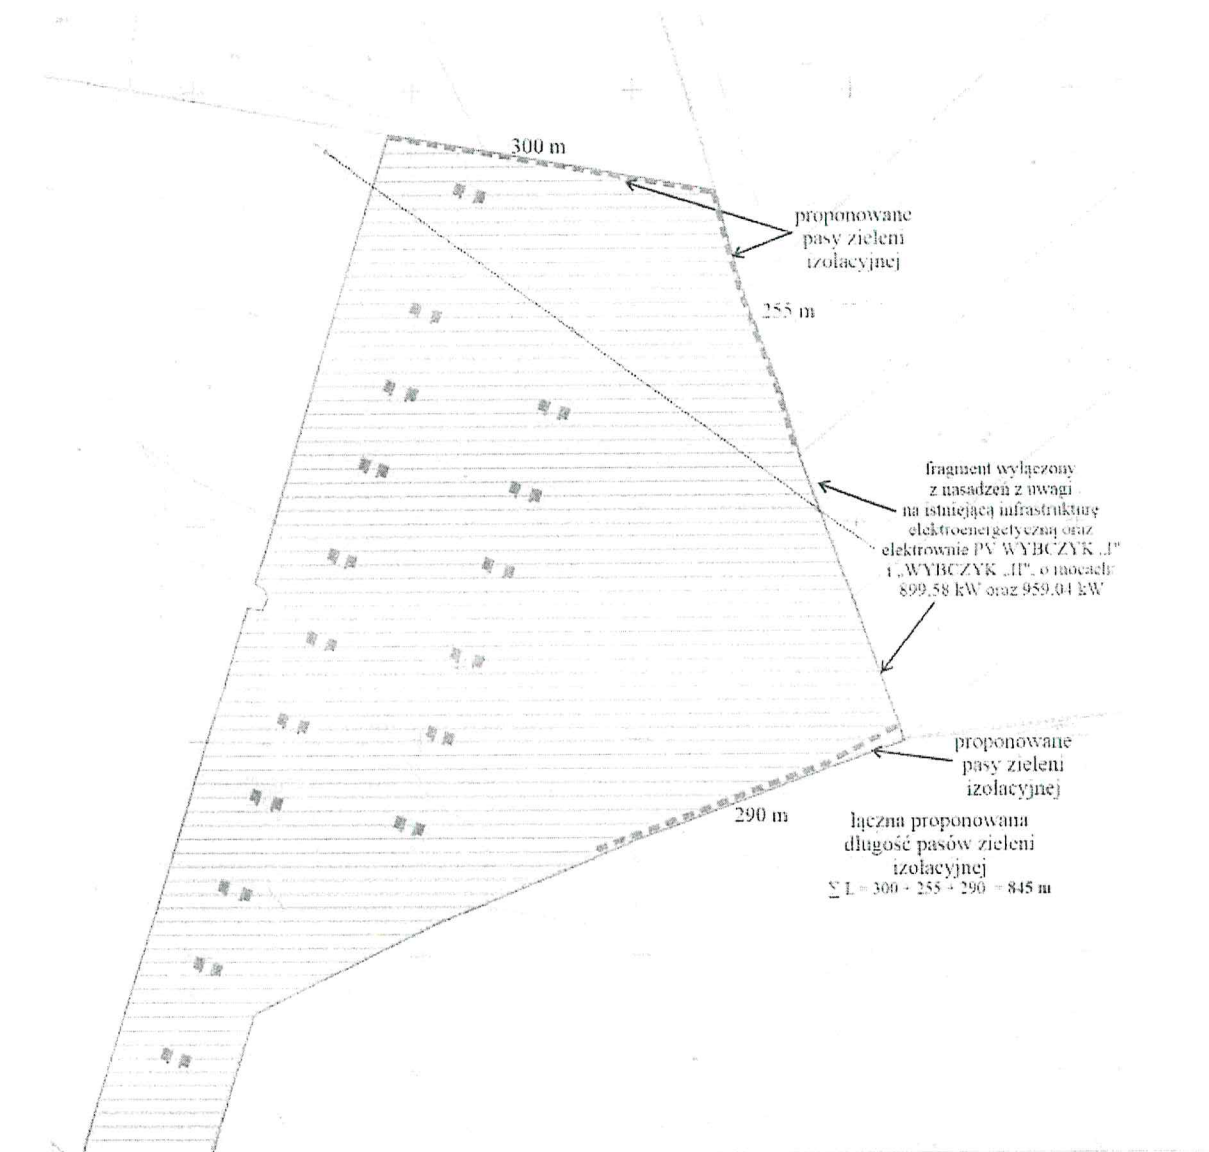 300 m
proponowane
pasy zieleni
izolacyjnej
255 m
fragment wyłączony
z nasadzeń z uwagi
na istniejącą infrastrukturę
elektroenergetyczną oraz
elektrownie PV WYBCZYK „I"
i „WYBCZYK „II", o mocach:
899.58 kW oraz 959.04 kW
proponowane
pasy zieleni
izolacyjnej
290 m
łączna proponowana
długość pasów zieleni
izolacyjnej
∑ L = 300 + 255 + 290 = 845 m